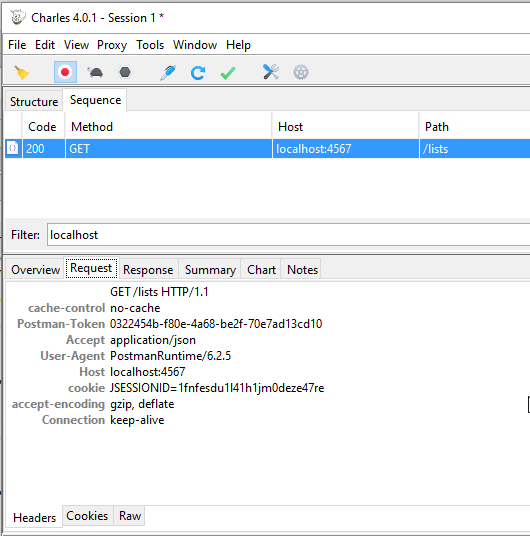 Charles 4.0.1 - Session 1 *
File Edit View Proxy Tools Window Help
Structure Sequence
Code Method Host Path
200 GET localhost:4567 /lists
Filter: localhost
Overview Request Response Summary Chart Notes
GET /lists HTTP/1.1
cache-control no-cache
Postman-Token 0322454b-f80e-4a68-be2f-70e7ad13cd10
Accept application/json
User-Agent PostmanRuntime/6.2.5
Host localhost:4567
cookie JSESSIONID=1fnfesdu1l41h1jm0deze47re
accept-encoding gzip, deflate
Connection keep-alive
Headers Cookies Raw